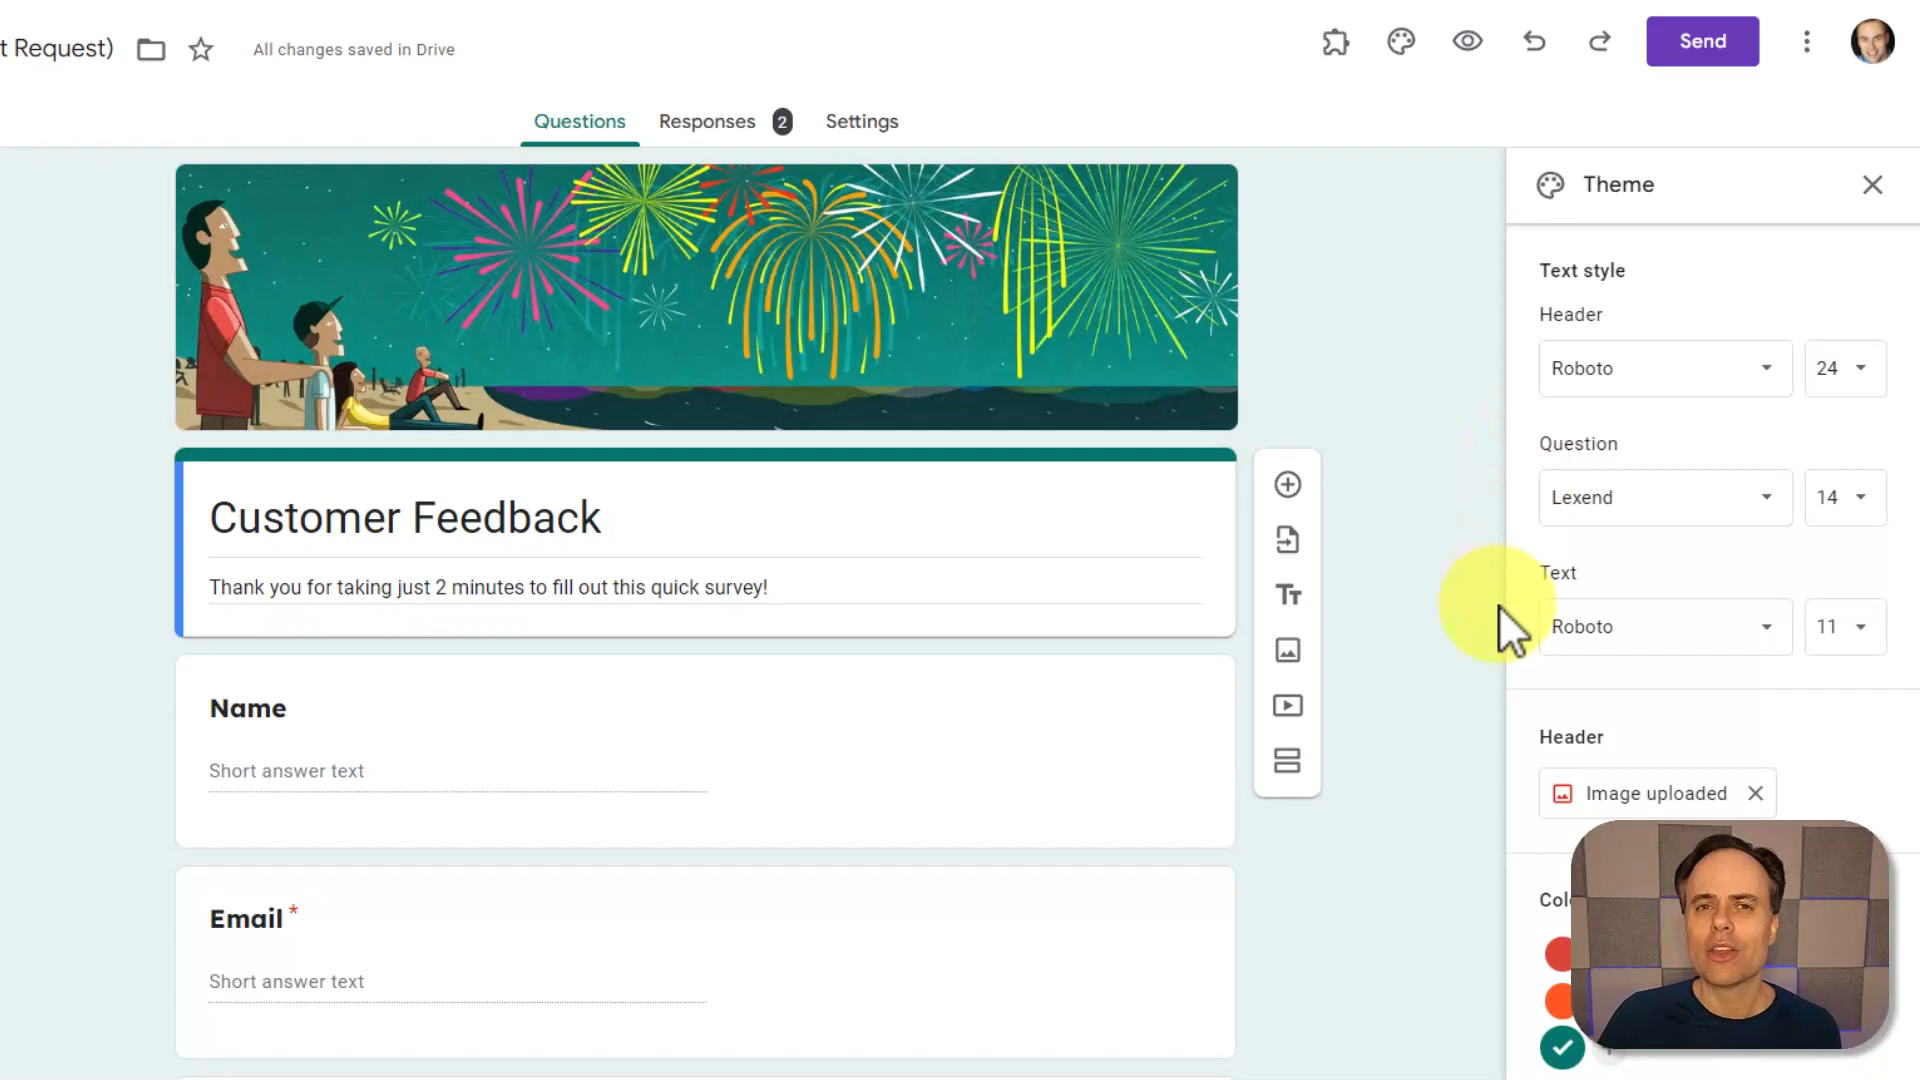 t Request)
All changes saved in Drive
Send
Questions
Responses 2
Settings
Theme
Text style
Header
Roboto 24
Question
Lexend 14
Text
Roboto 11
Header
Image uploaded
Customer Feedback
Thank you for taking just 2 minutes to fill out this quick survey!
Tт
Name
Short answer text
Email *
Short answer text